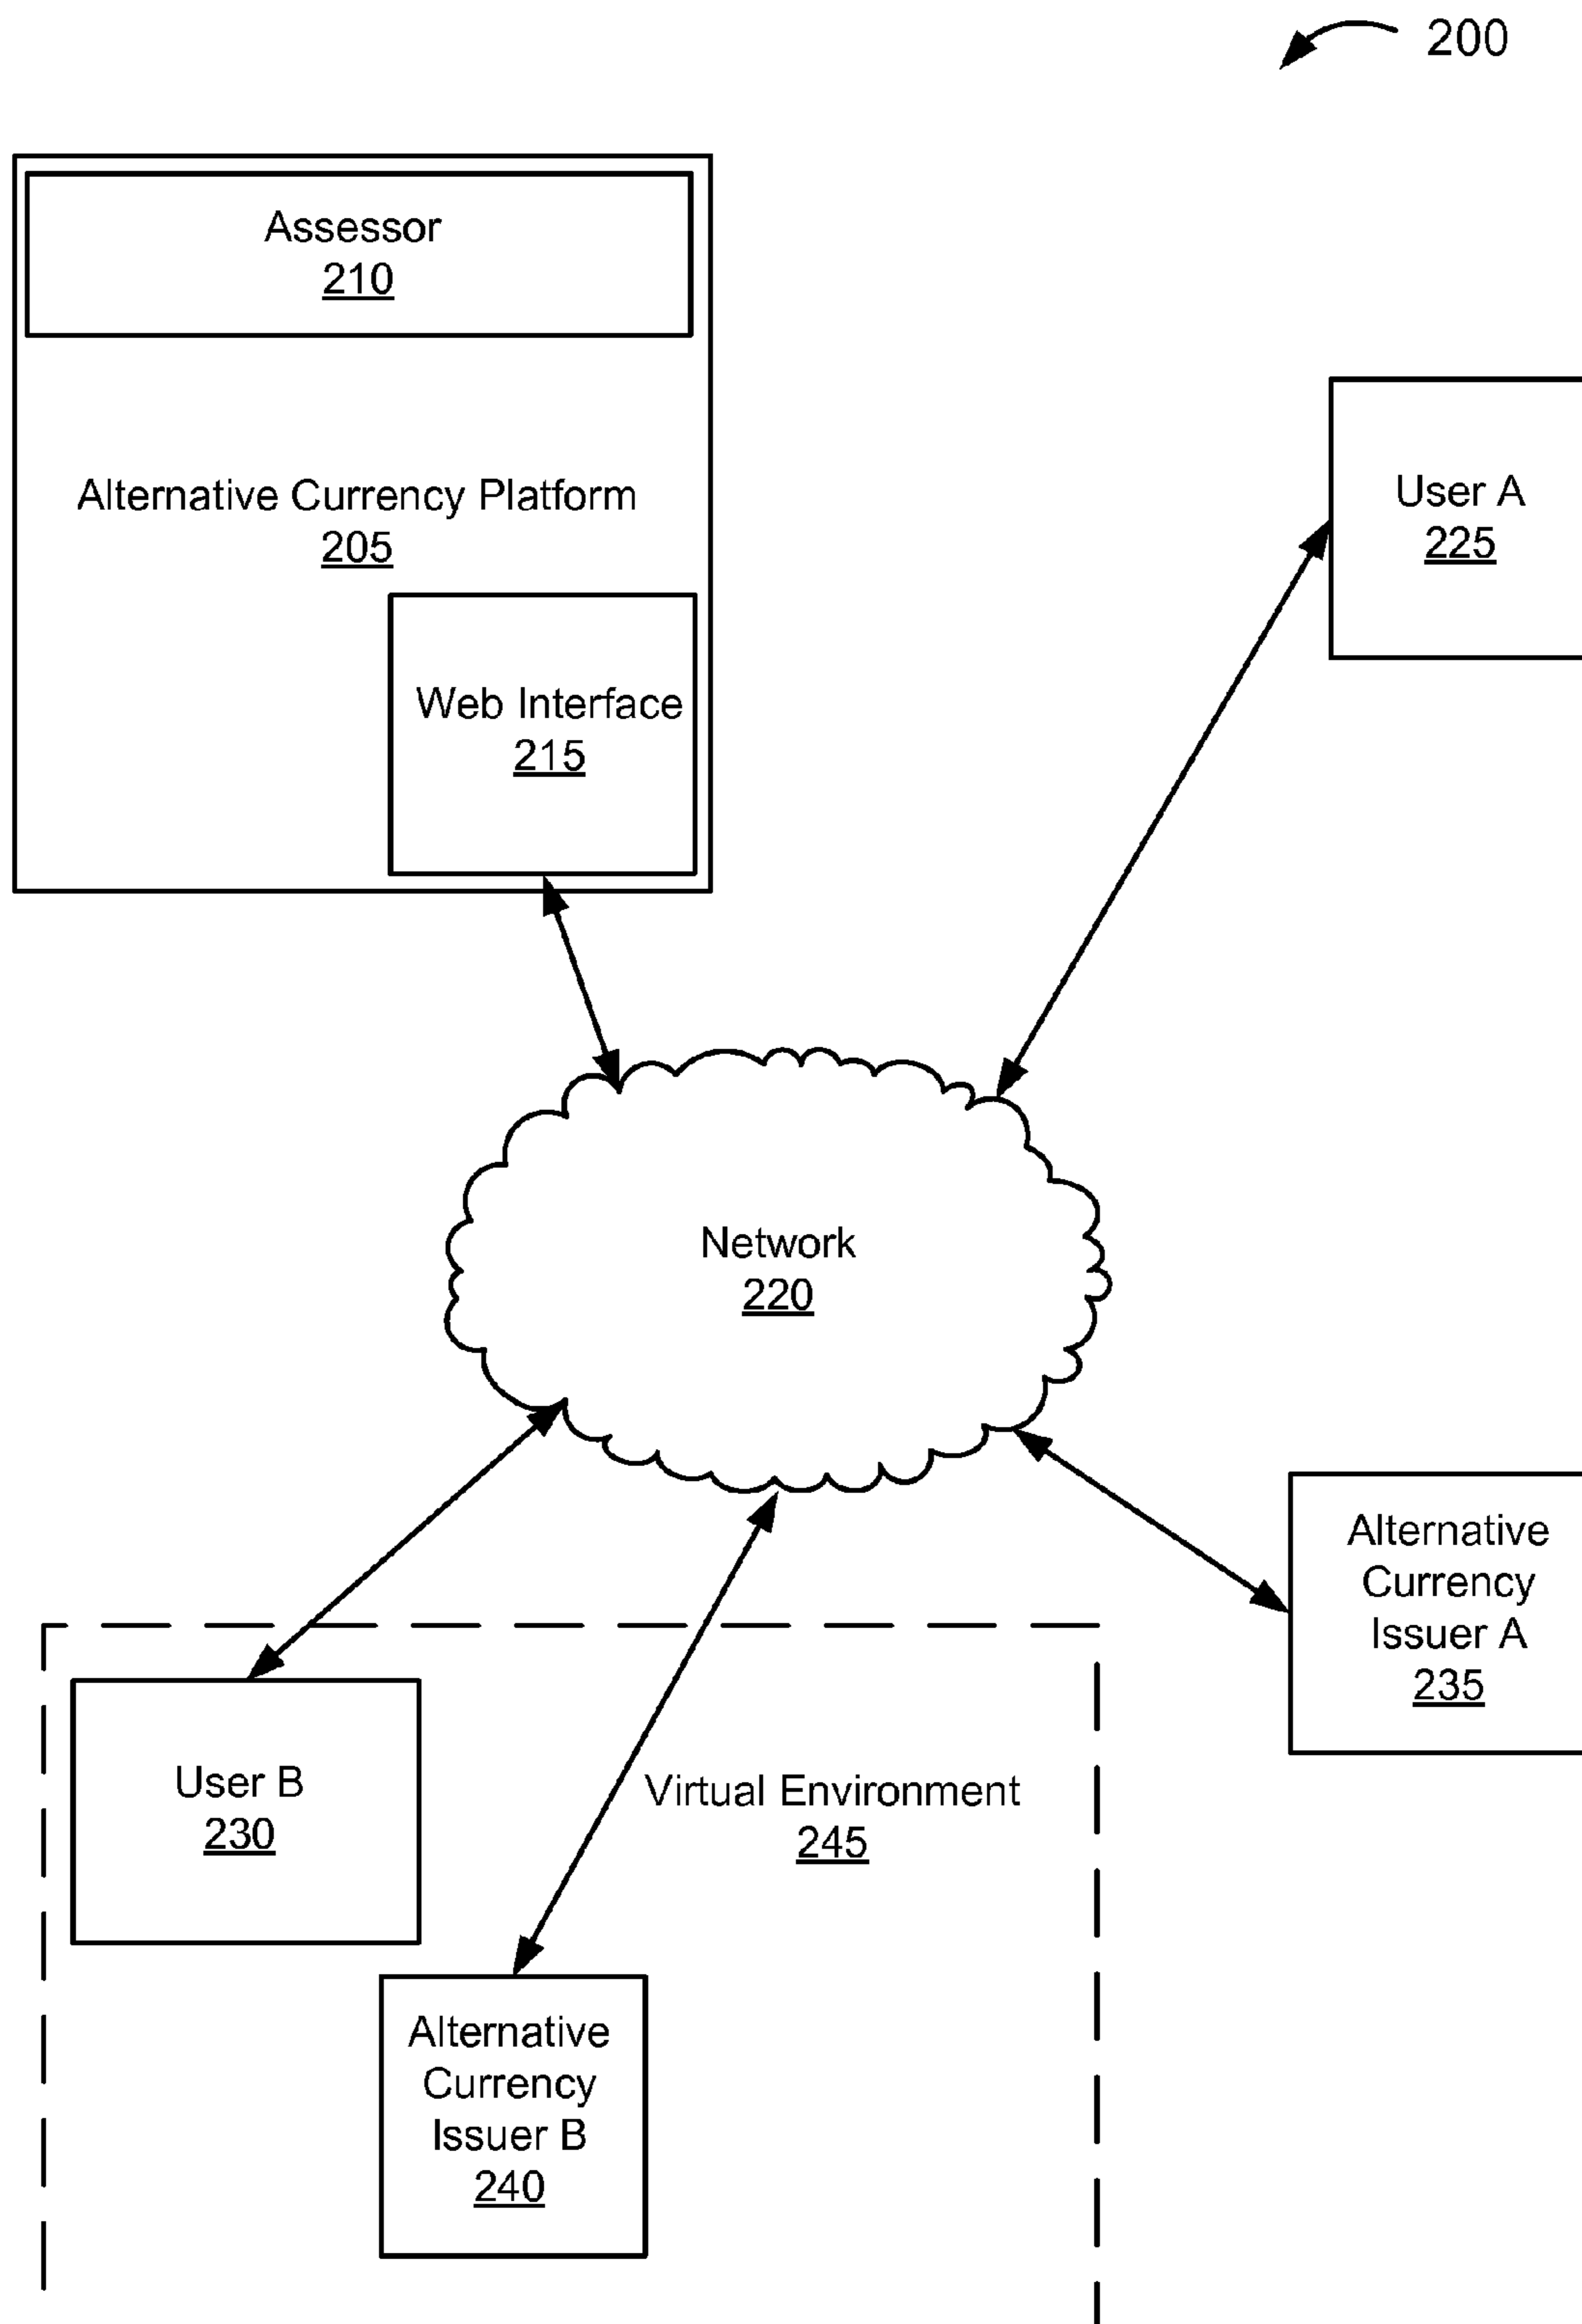 200
Assessor
210
Alternative Currency Platform
205
Web Interface
215
User A
225
Network
220
Alternative
Currency
Issuer A
235
User B
230
Virtual Environment
245
Alternative
Currency
Issuer B
240